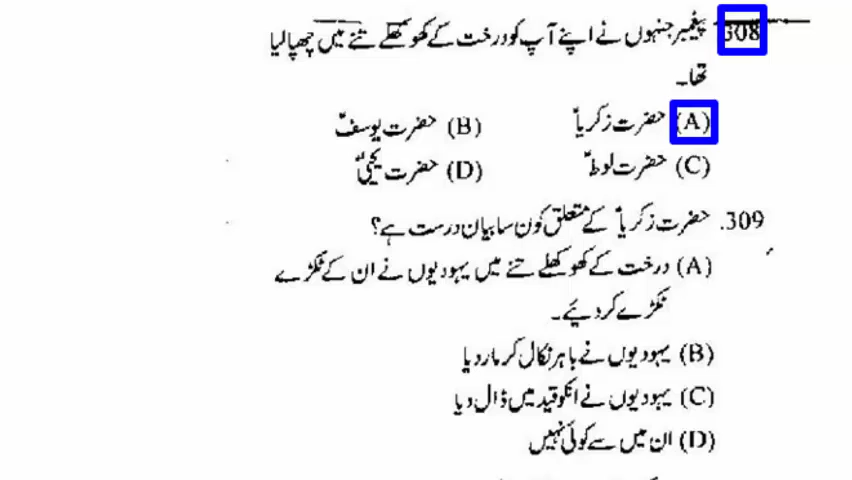 308. پیغمبر جنہوں نے اپنے آپ کو درخت کے کھوکھلے تنے میں چھپا لیا
تھا۔
(A) حضرت زکریاؑ (B) حضرت یوسفؑ
(C) حضرت لوطؑ (D) حضرت یحییٰؑ
309. حضرت زکریاؑ کے متعلق کون سا بیان درست ہے؟
(A) درخت کے کھوکھلے تنے میں یہودیوں نے ان کے ٹکڑے
ٹکڑے کر دیئے۔
(B) یہودیوں نے باہر نکال کر مار دیا
(C) یہودیوں نے انکو قید میں ڈال دیا
(D) ان میں سے کوئی نہیں